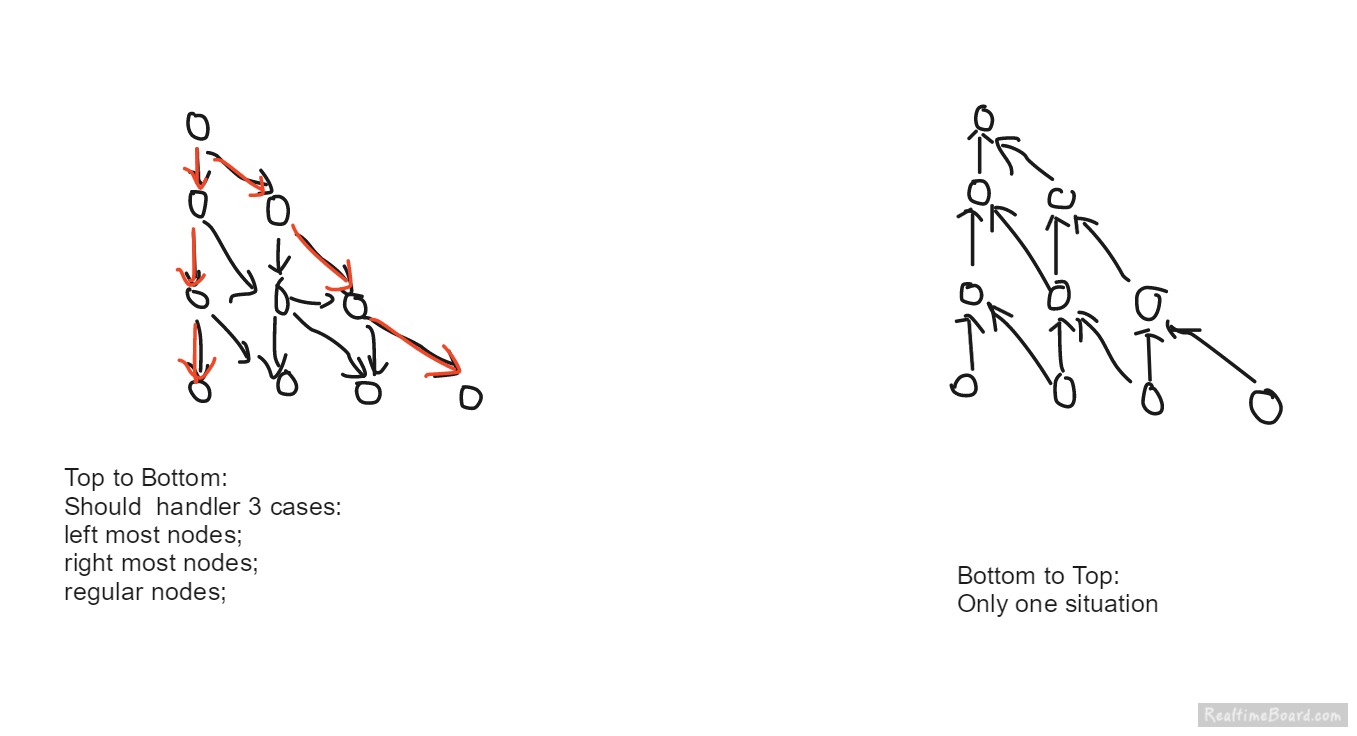 Top to Bottom:
Should  handler 3 cases:
left most nodes;
right most nodes;
regular nodes;
Bottom to Top:
Only one situation
RealtimeBoard.com